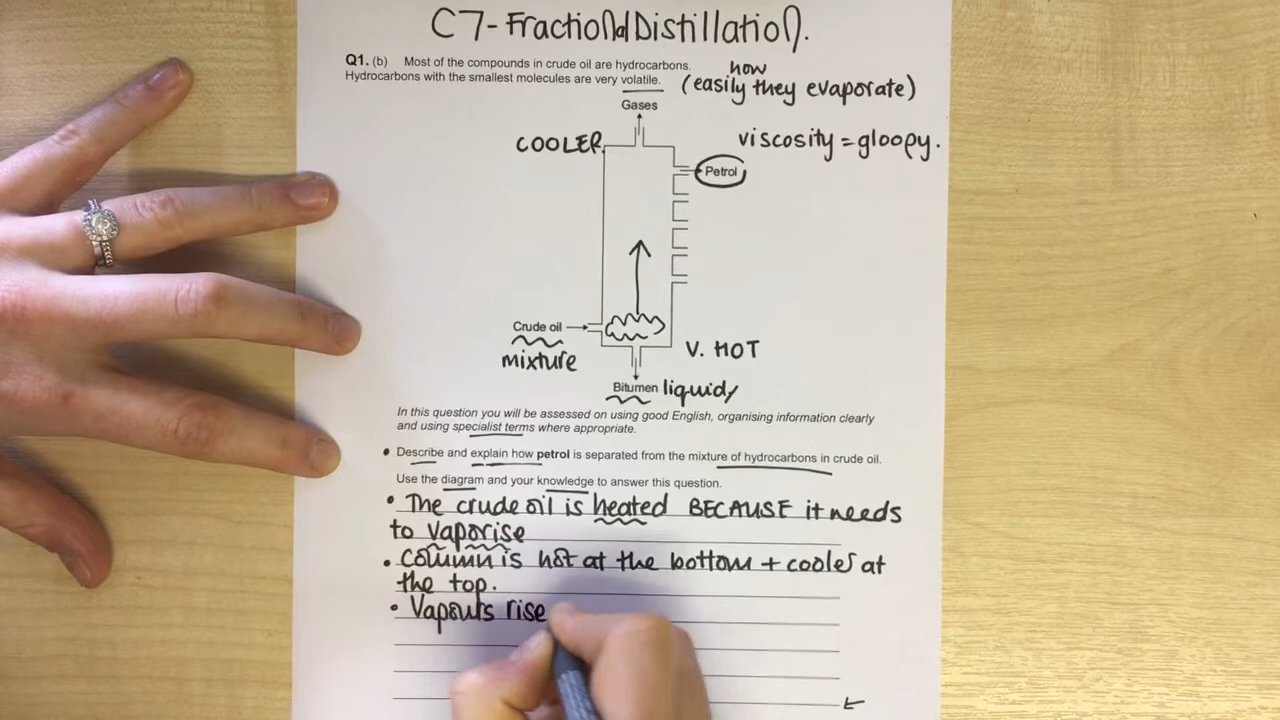 C7 - Fractional Distillation.
Q1. (b) Most of the compounds in crude oil are hydrocarbons.
Hydrocarbons with the smallest molecules are very volatile.
how
(easily they evaporate)
Gases
COOLER
viscosity = gloopy.
Petrol
Crude oil
mixture
V. HOT
Bitumen liquid
In this question you will be assessed on using good English, organising information clearly
and using specialist terms where appropriate.
• Describe and explain how petrol is separated from the mixture of hydrocarbons in crude oil.
Use the diagram and your knowledge to answer this question.
• The crude oil is heated BECAUSE it needs
to vaporise
• column is hot at the bottom + cooler at
the top.
• Vapours rise